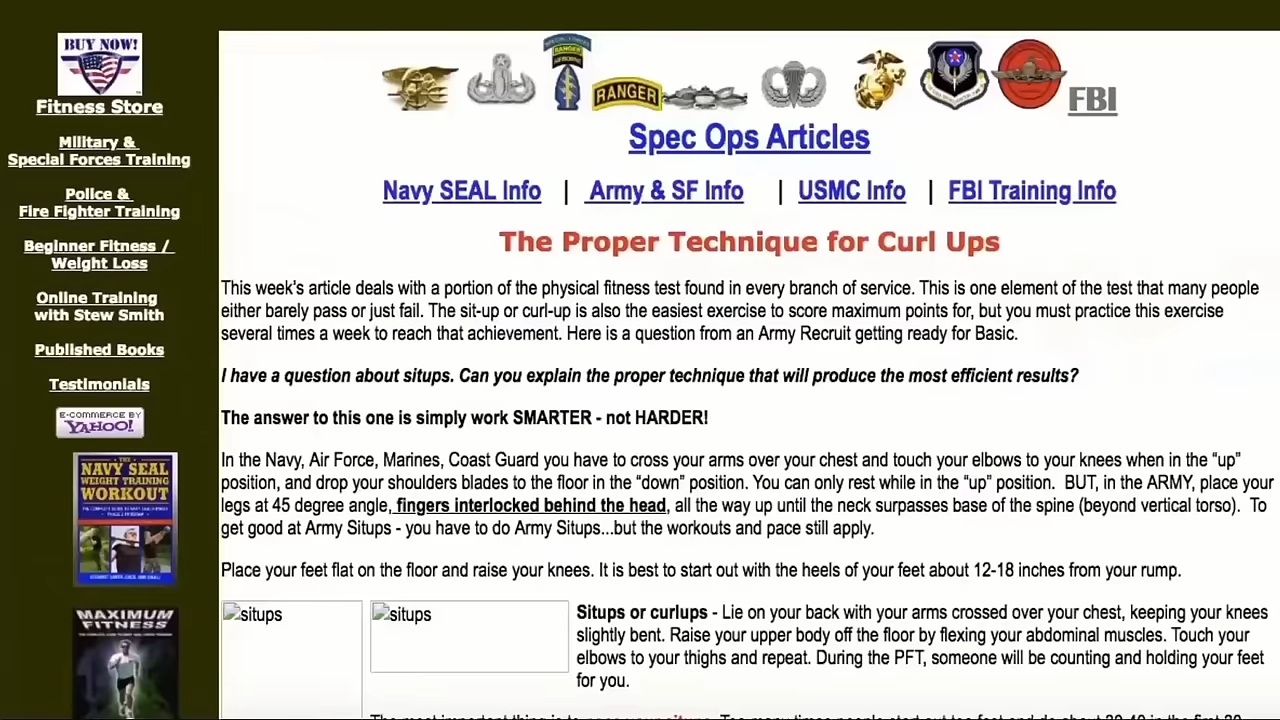 BUY NOW!
Fitness Store
Military &
Special Forces Training
Police &
Fire Fighter Training
Beginner Fitness /
Weight Loss
Online Training
with Stew Smith
Published Books
Testimonials
E-COMMERCE BY
YAHOO!
THE
NAVY SEAL
WEIGHT TRAINING
WORKOUT
MAXIMUM
FITNESS
RANGER
AIRBORNE
RANGER
FBI
Spec Ops Articles
Navy SEAL Info | Army & SF Info | USMC Info | FBI Training Info
The Proper Technique for Curl Ups
This week's article deals with a portion of the physical fitness test found in every branch of service. This is one element of the test that many people
either barely pass or just fail. The sit-up or curl-up is also the easiest exercise to score maximum points for, but you must practice this exercise
several times a week to reach that achievement. Here is a question from an Army Recruit getting ready for Basic.
I have a question about situps. Can you explain the proper technique that will produce the most efficient results?
The answer to this one is simply work SMARTER - not HARDER!
In the Navy, Air Force, Marines, Coast Guard you have to cross your arms over your chest and touch your elbows to your knees when in the “up”
position, and drop your shoulders blades to the floor in the “down” position. You can only rest while in the “up” position. BUT, in the ARMY, place your
legs at 45 degree angle, fingers interlocked behind the head, all the way up until the neck surpasses base of the spine (beyond vertical torso). To
get good at Army Situps - you have to do Army Situps...but the workouts and pace still apply.
Place your feet flat on the floor and raise your knees. It is best to start out with the heels of your feet about 12-18 inches from your rump.
situps
situps
Situps or curlups - Lie on your back with your arms crossed over your chest, keeping your knees
slightly bent. Raise your upper body off the floor by flexing your abdominal muscles. Touch your
elbows to your thighs and repeat. During the PFT, someone will be counting and holding your feet
for you.